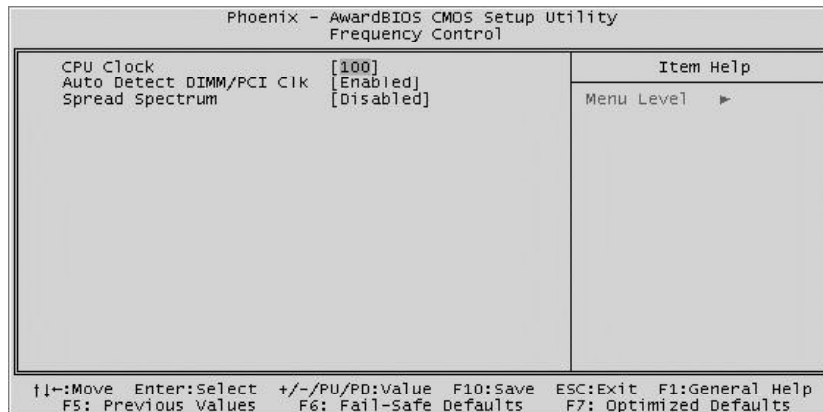 Phoenix - AwardBIOS CMOS Setup Utility
Frequency Control
CPU Clock [100]
Auto Detect DIMM/PCI Clk [Enabled]
Spread Spectrum [Disabled]
Item Help
Menu Level ►
↑↓←:Move Enter:Select +/-/PU/PD:Value F10:Save ESC:Exit F1:General Help
F5: Previous Values F6: Fail-Safe Defaults F7: Optimized Defaults